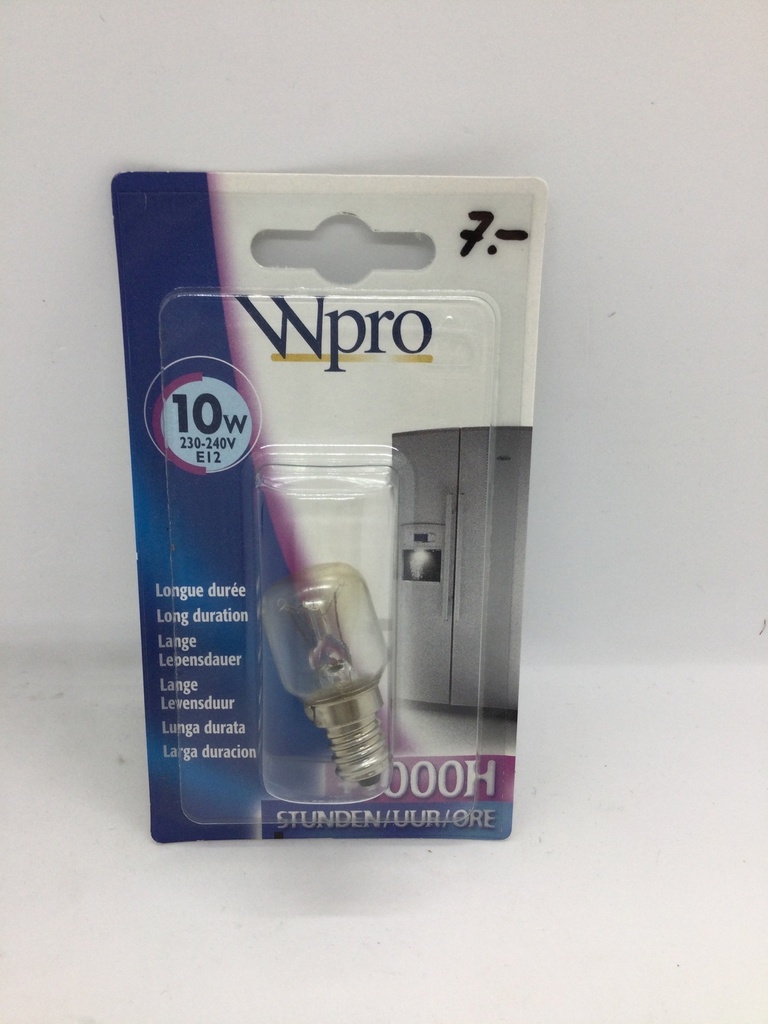 7.-
Wpro
10W
230-240V
E12
Longue durée
Long duration
Lange
Lebensdauer
Lange
Levensduur
Lunga durata
Larga duracion
000H
STUNDEN/UUR/ORE